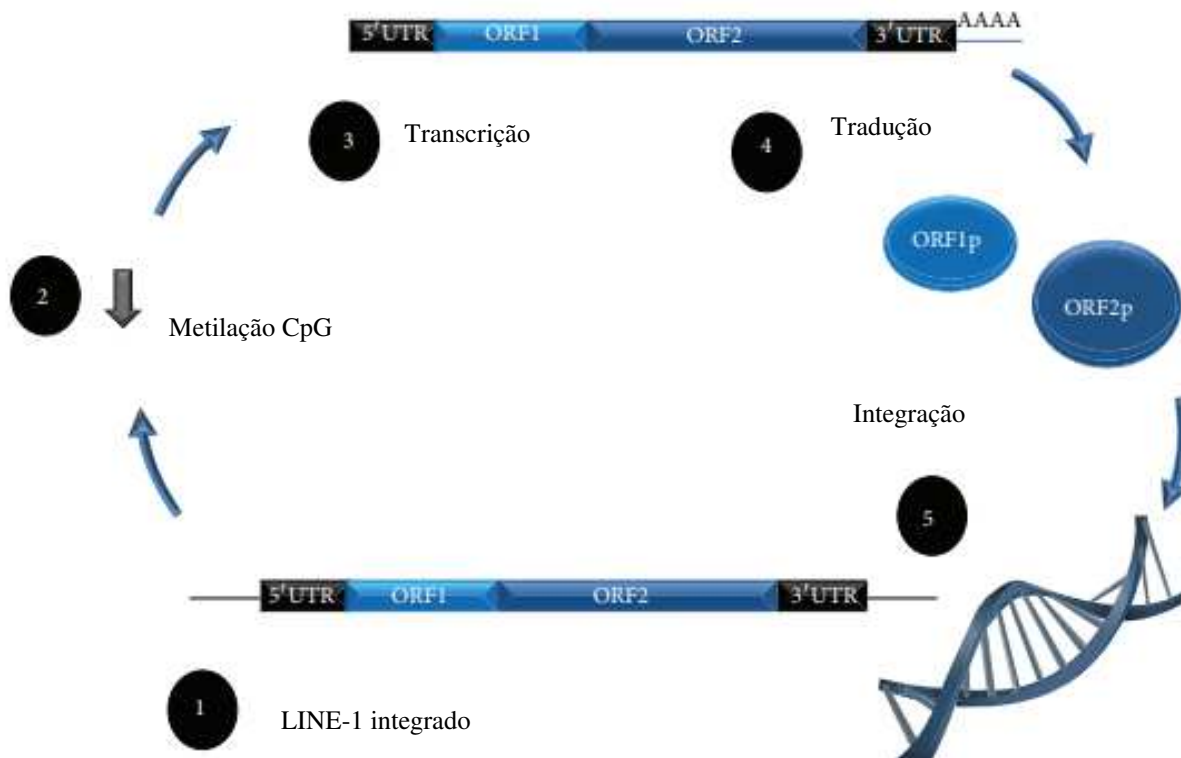 AAAA
5'UTR ORF1 ORF2 3'UTR
3 Transcrição
4 Tradução
ORF1p
ORF2p
2 Metilação CpG
Integração
5
5'UTR ORF1 ORF2 3'UTR
1 LINE-1 integrado